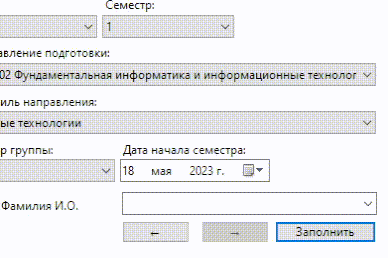 Семестр:
1
авление подготовки:
02 Фундаментальная информатика и информационные технолог
иль направления:
ые технологии
р группы: Дата начала семестра:
18 мая 2023 г.
Фамилия И.О.
← → Заполнить